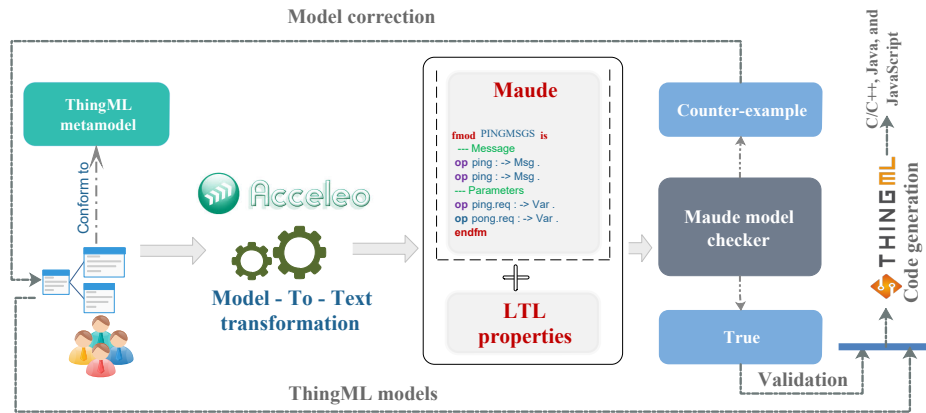 Model correction
ThingML
metamodel
Conform to
Acceleo
Model - To - Text
transformation
Maude
fmod PINGMSGS is
--- Message
op ping : -> Msg .
op ping : -> Msg .
--- Parameters
op ping.req : -> Var .
op pong.req : -> Var .
endfm
LTL
properties
Counter-example
Maude model
checker
True
Validation
ThingML models
C/C++, Java, and
JavaScript
THINGML
Code generation